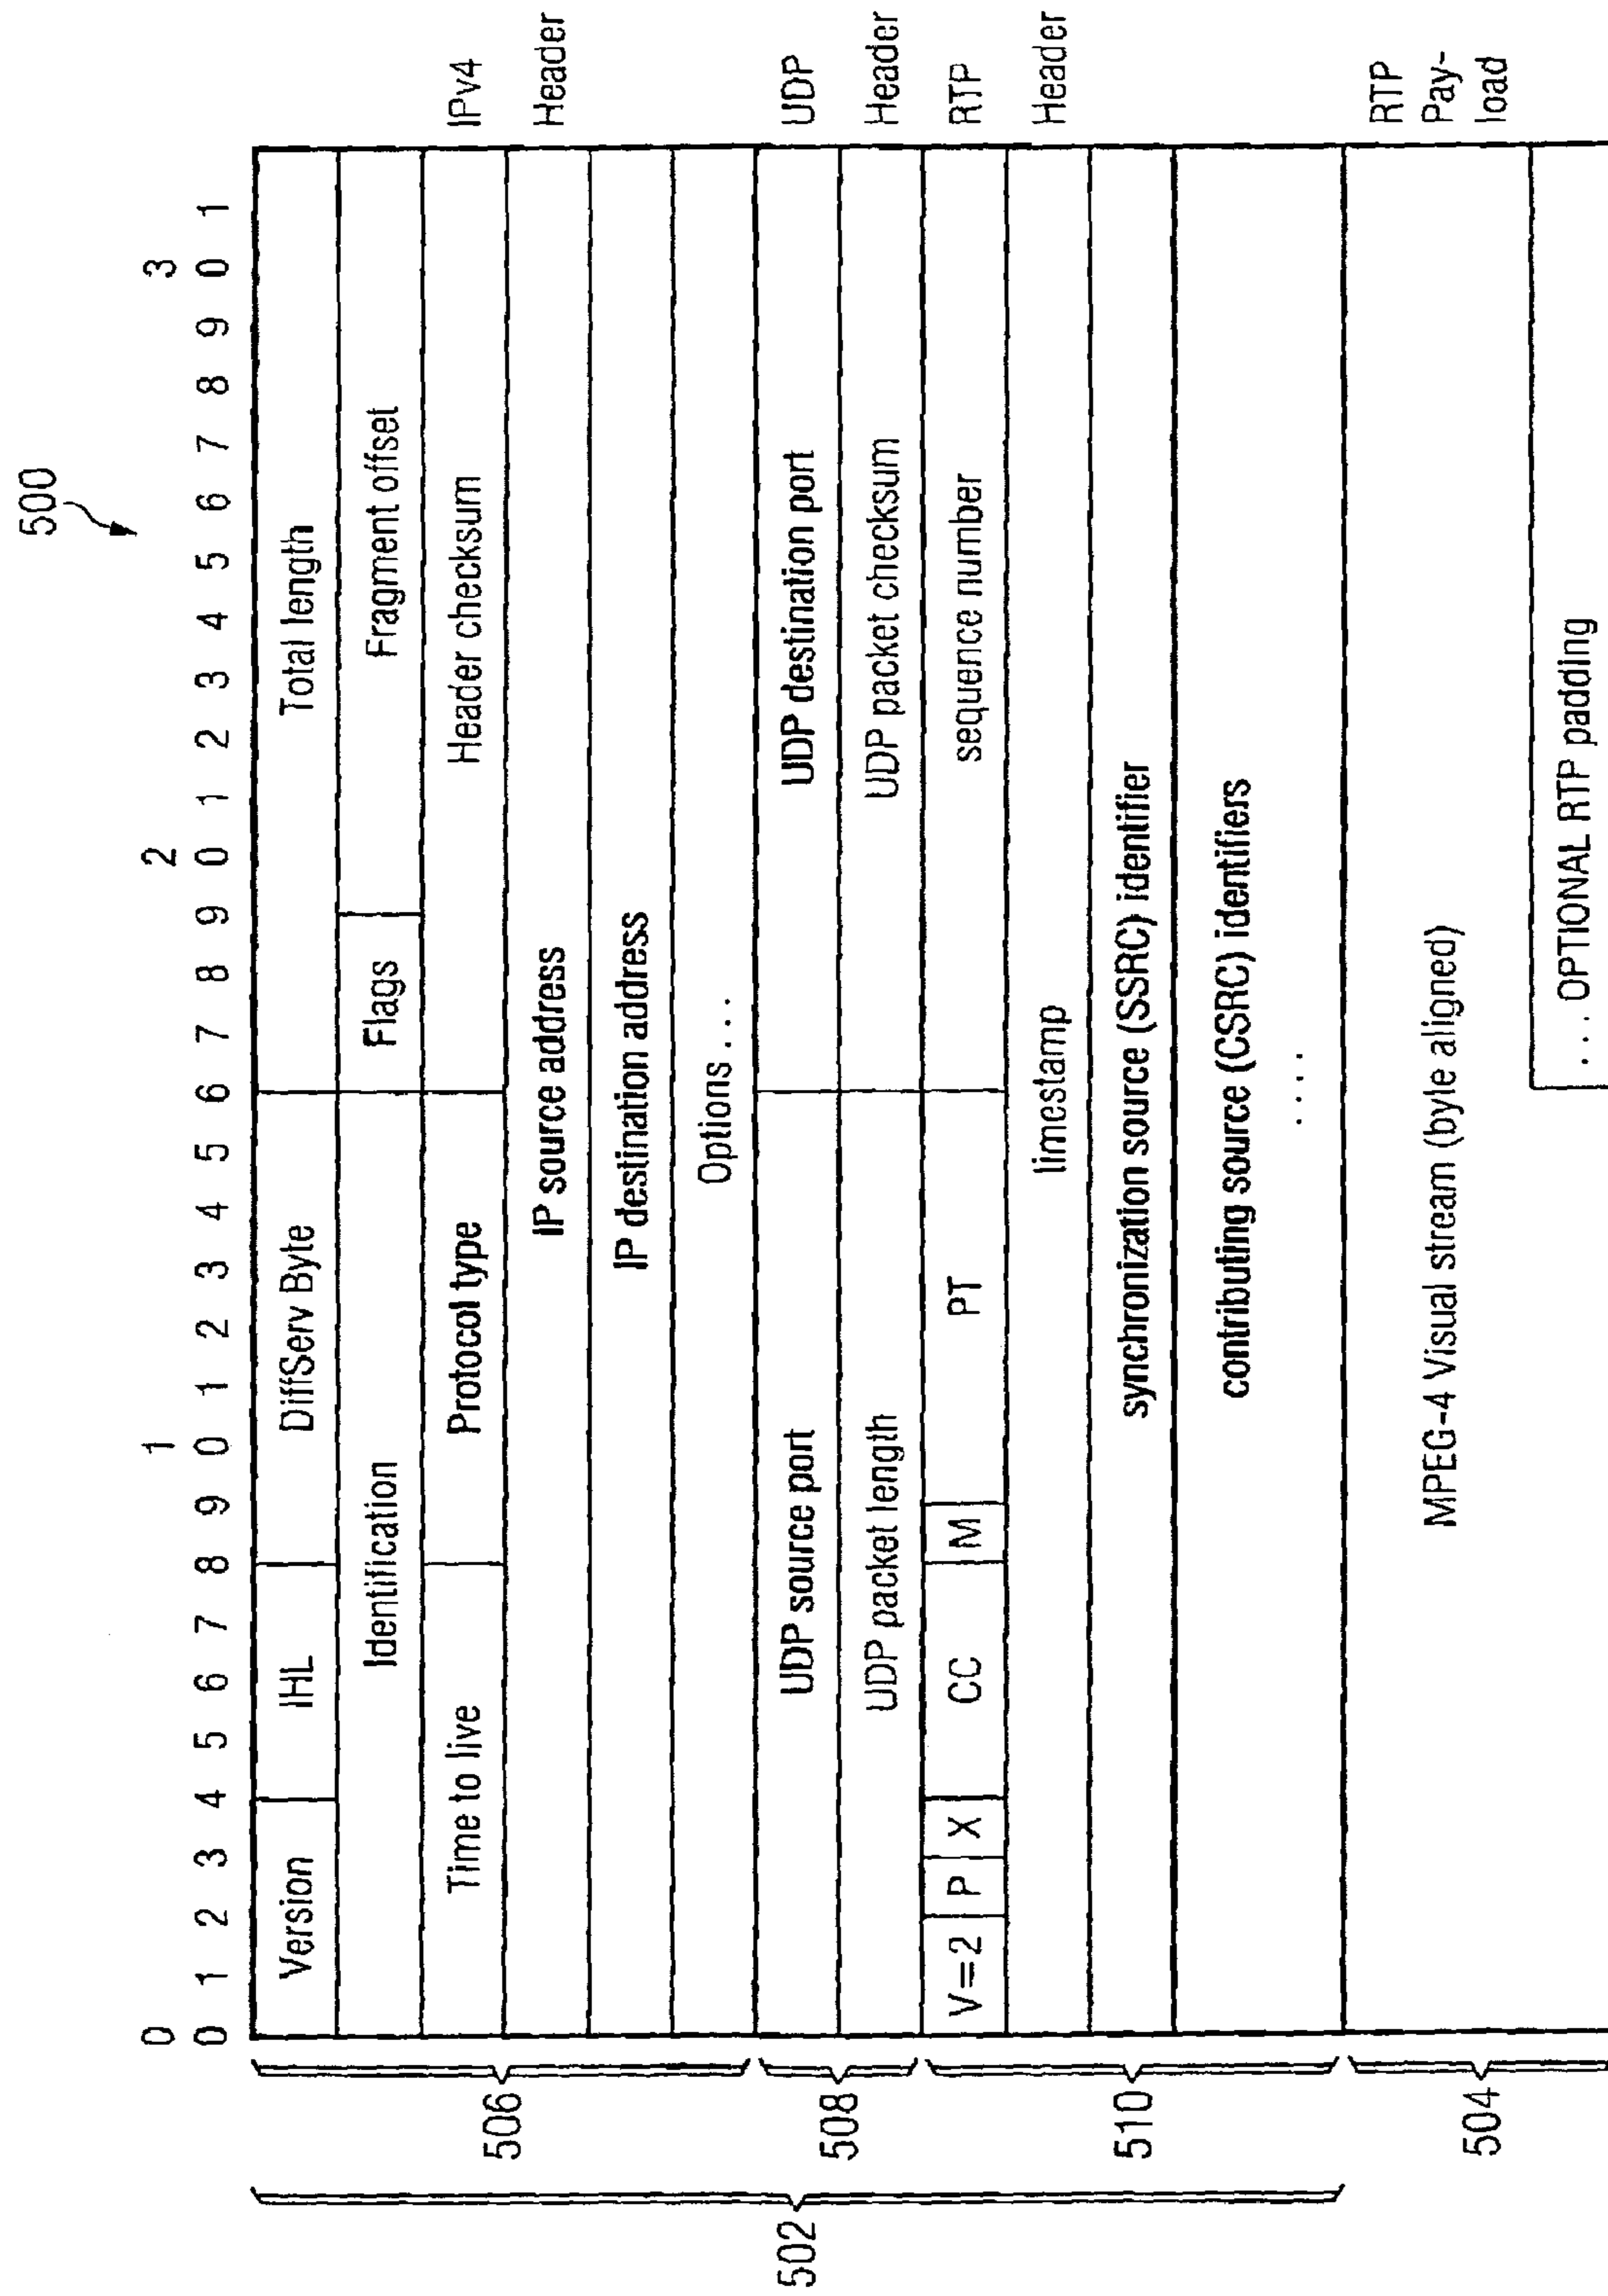 500
0 1 2 3
0 1 2 3 4 5 6 7 8 9 0 1 2 3 4 5 6 7 8 9 0 1 2 3 4 5 6 7 8 9 0 1
Version IHL DiffServ Byte Total length
Identification Flags Fragment offset
Time to live Protocol type Header checksum IPv4
IP source address Header
IP destination address
Options . . .
506
UDP source port UDP destination port UDP
UDP packet length UDP packet checksum Header
508
V=2 P X CC M PT sequence number RTP
timestamp Header
synchronization source (SSRC) identifier
contributing source (CSRC) identifiers
. . . .
510
502
MPEG-4 Visual stream (byte aligned)
RTP
Pay-
load
504
. . . OPTIONAL RTP padding